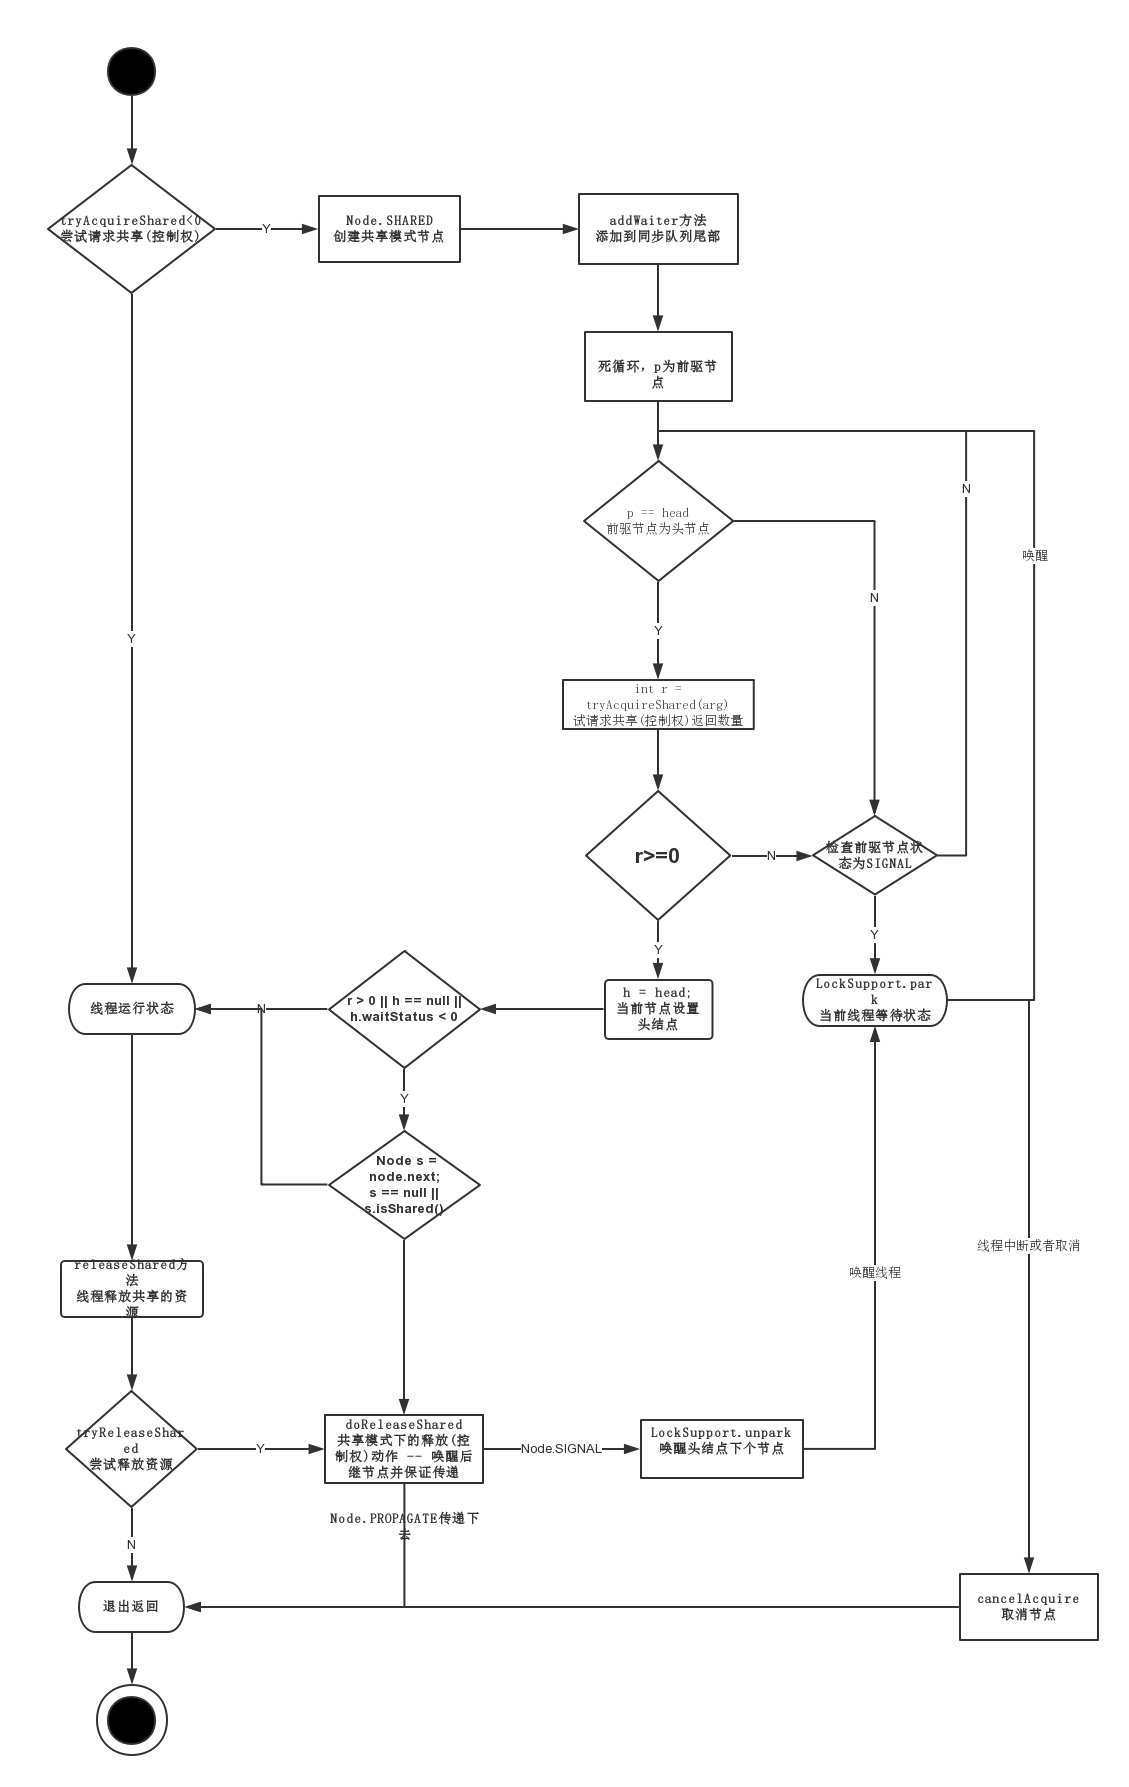 tryAcquireShared<0
尝试请求共享(控制权)
Y
Node.SHARED
创建共享模式节点
addWaiter方法
添加到同步队列尾部
死循环，p为前驱节
点
N
p == head
前驱节点为头节点
唤醒
N
Y
Y
int r =
tryAcquireShared(arg)
试请求共享(控制权)返回数量
r>=0
N
检查前驱节点状
态为SIGNAL
Y
Y
线程运行状态
N
r > 0 || h == null ||
h.waitStatus < 0
h = head;
当前节点设置
头结点
LockSupport.par
k
当前线程等待状态
Y
Node s =
node.next;
s == null ||
s.isShared()
线程中断或者取消
唤醒线程
releaseShared方
法
线程释放共享的资
源
tryReleaseShar
ed
尝试释放资源
Y
doReleaseShared
共享模式下的释放(控
制权)动作 -- 唤醒后
继节点并保证传递
Node.SIGNAL
LockSupport.unpark
唤醒头结点下个节点
Node.PROPAGATE传递下
去
N
退出返回
cancelAcquire
取消节点